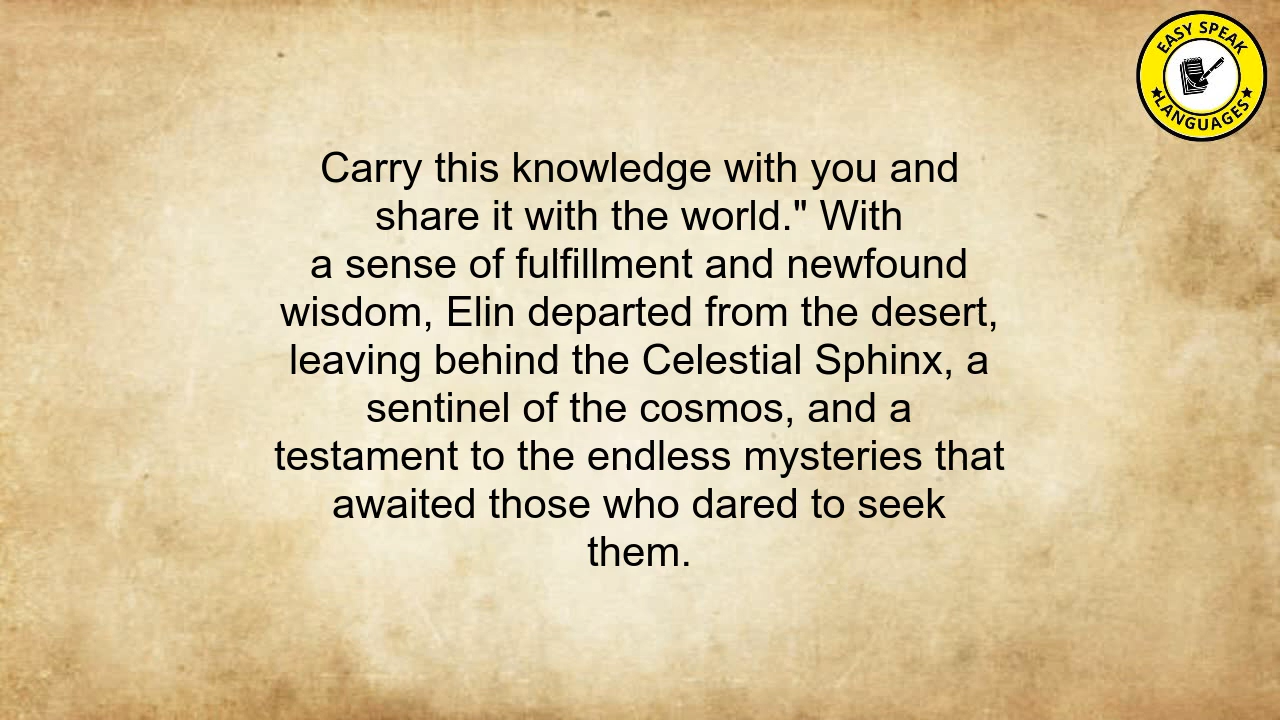 EASY SPEAK
LANGUAGES
Carry this knowledge with you and
share it with the world." With
a sense of fulfillment and newfound
wisdom, Elin departed from the desert,
leaving behind the Celestial Sphinx, a
sentinel of the cosmos, and a
testament to the endless mysteries that
awaited those who dared to seek
them.